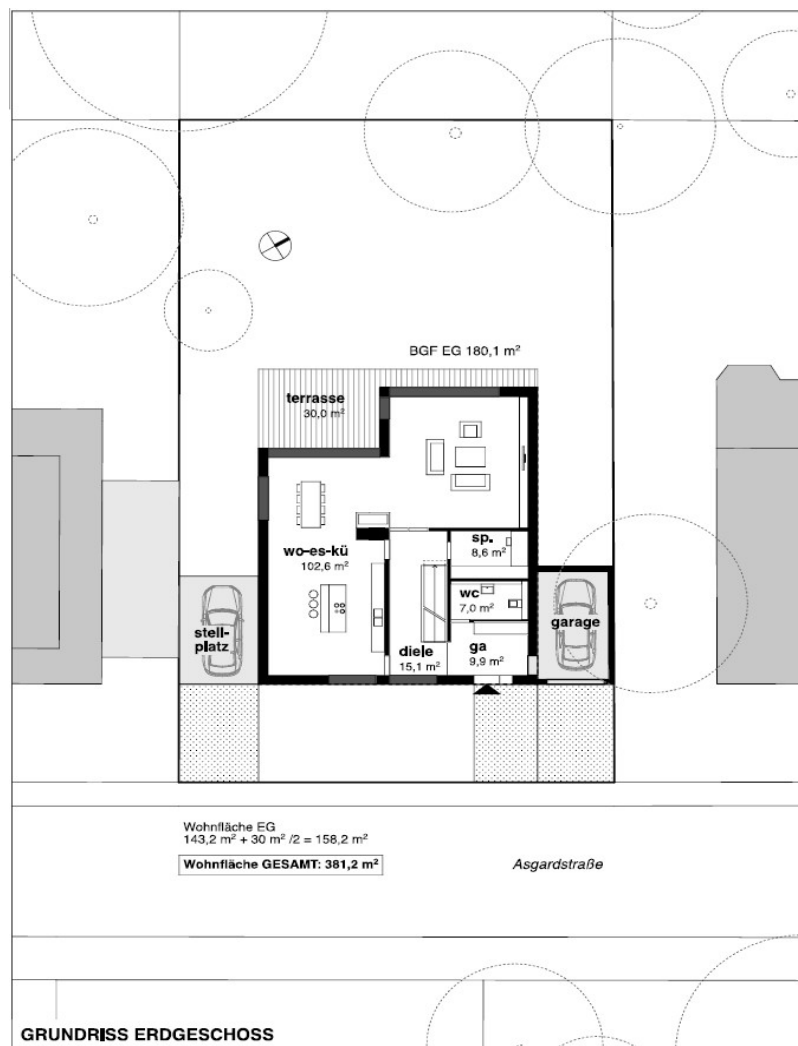 BGF EG 180,1 m²
terrasse
30,0 m²
wo-es-kü
102,6 m²
sp.
8,6 m²
wc
7,0 m²
stell-
platz
diele
15,1 m²
ga
9,9 m²
garage
Wohnfläche EG
143,2 m² + 30 m² /2 = 158,2 m²
Wohnfläche GESAMT: 381,2 m²
Asgardstraße
GRUNDRISS ERDGESCHOSS